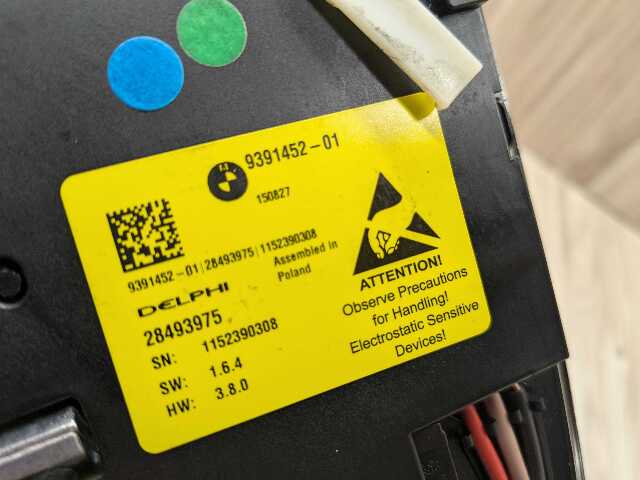 9391452-01
150827
9391452-01|28493975|1152390308
Assembled in
Poland
DELPHI
28493975
SN: 1152390308
SW: 1.6.4
HW: 3.8.0
ATTENTION!
Observe Precautions
for Handling!
Electrostatic Sensitive
Devices!